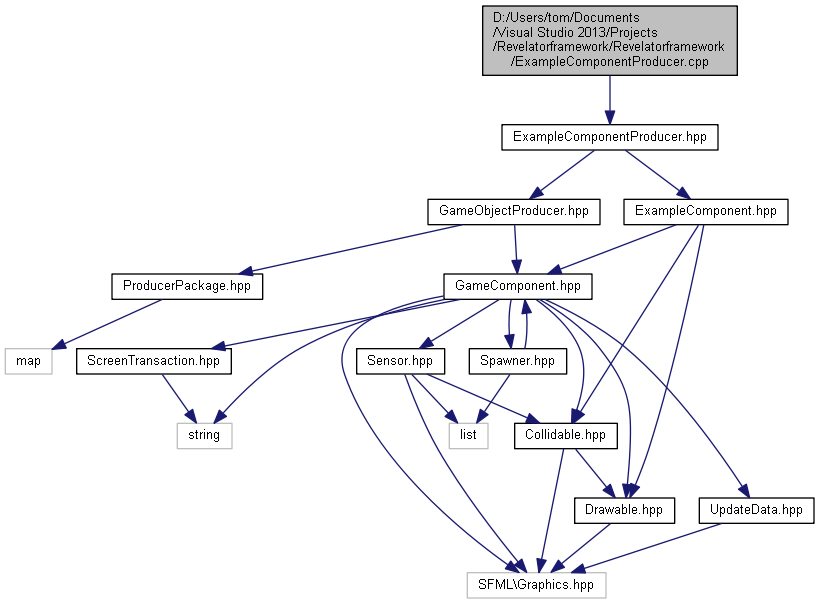 D:/Users/tom/Documents
/Visual Studio 2013/Projects
/Revelatorframework/Revelatorframework
/ExampleComponentProducer.cpp
ExampleComponentProducer.hpp
GameObjectProducer.hpp
ExampleComponent.hpp
ProducerPackage.hpp
GameComponent.hpp
map
ScreenTransaction.hpp
Sensor.hpp
Spawner.hpp
string
list
Collidable.hpp
Drawable.hpp
UpdateData.hpp
SFML\Graphics.hpp